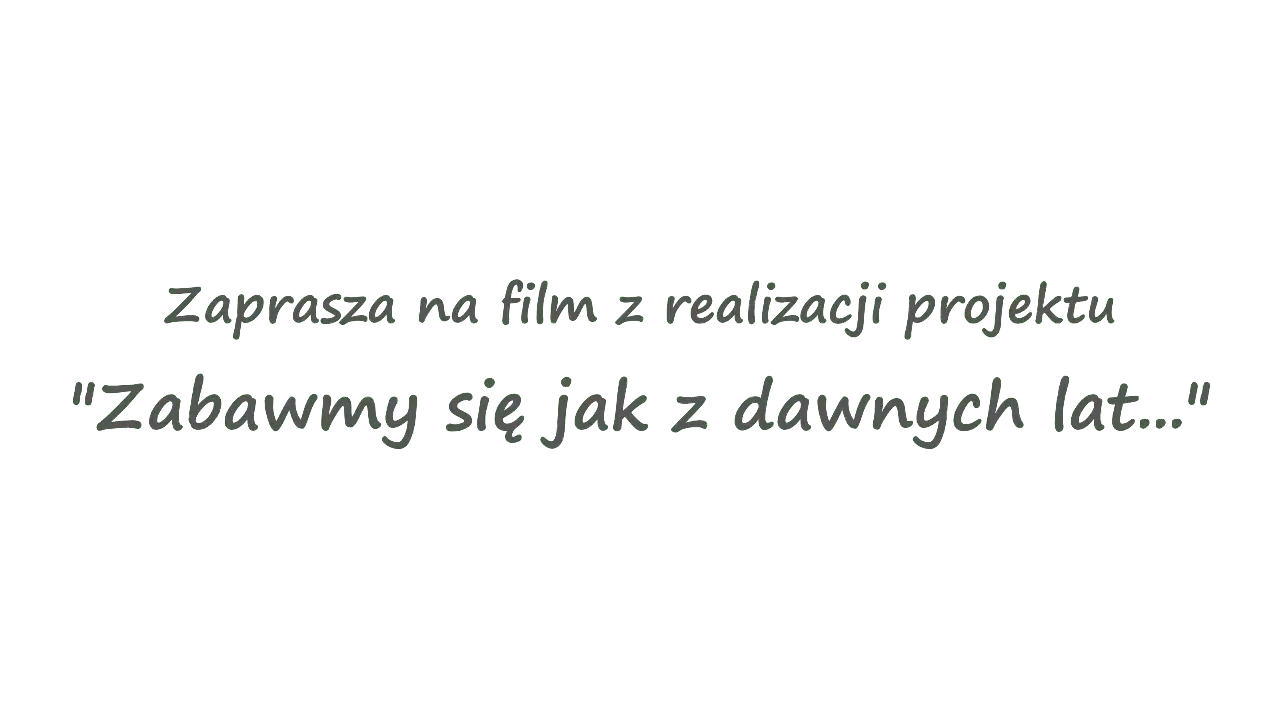 Zaprasza na film z realizacji projektu
"Zabawmy się jak z dawnych lat..."